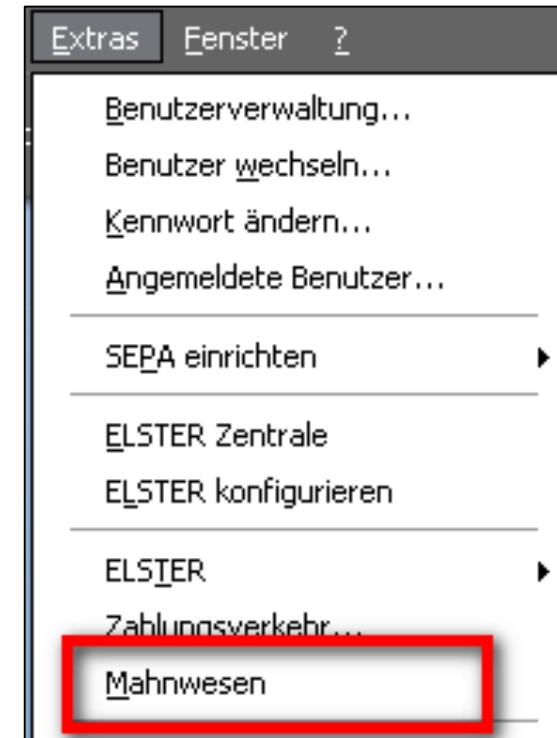 Extras Fenster ?
Benutzerverwaltung...
Benutzer wechseln...
Kennwort ändern...
Angemeldete Benutzer...
SEPA einrichten
ELSTER Zentrale
ELSTER konfigurieren
ELSTER
Zahlungsverkehr...
Mahnwesen